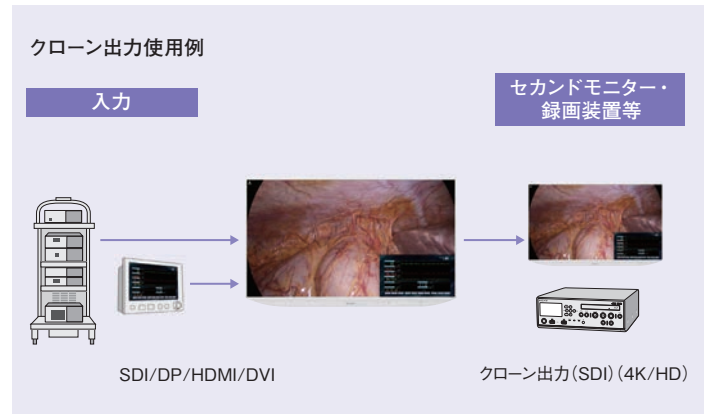 クローン出力使用例
入力
セカンドモニター・
録画装置等
SDI/DP/HDMI/DVI
クローン出力(SDI)(4K/HD)